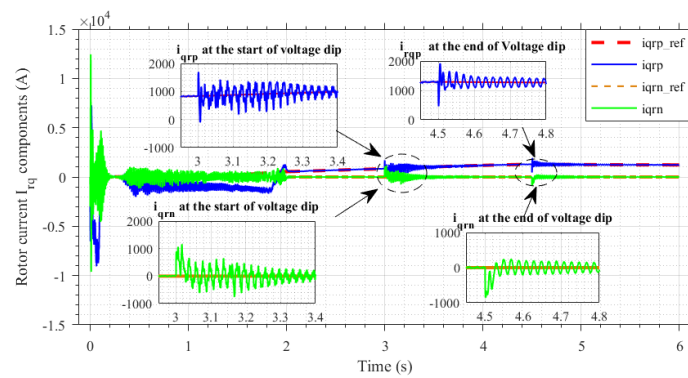 ×10^4
1.5
1
0.5
0
-0.5
-1
-1.5
Rotor current I_rq components (A)
0 1 2 3 4 5 6
Time (s)
iqrp_ref
iqrp
iqrn_ref
iqrn
i_qrp at the start of voltage dip
2000
1000
0
-1000
3 3.1 3.2 3.3 3.4
i_rqp at the end of Voltage dip
2000
1000
0
-1000
4.5 4.6 4.7 4.8
i_qrn at the start of voltage dip
2000
1000
0
-1000
3 3.1 3.2 3.3 3.4
i_qrn at the end of voltage dip
1000
0
-1000
4.5 4.6 4.7 4.8